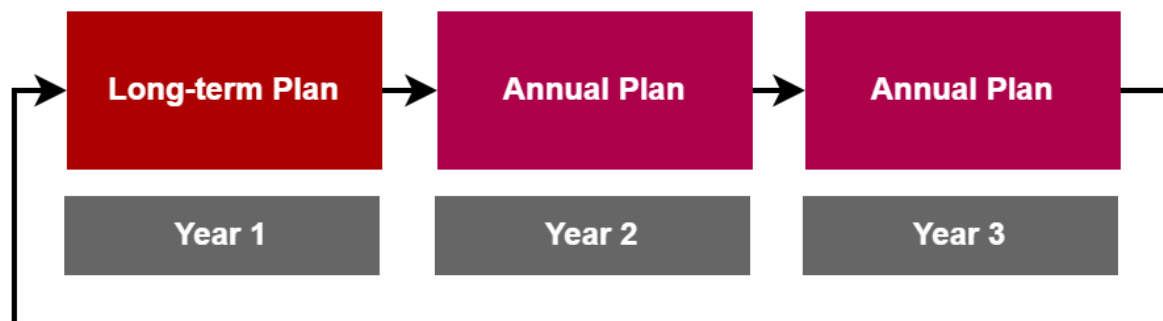 Long-term Plan
Annual Plan
Annual Plan
Year 1
Year 2
Year 3